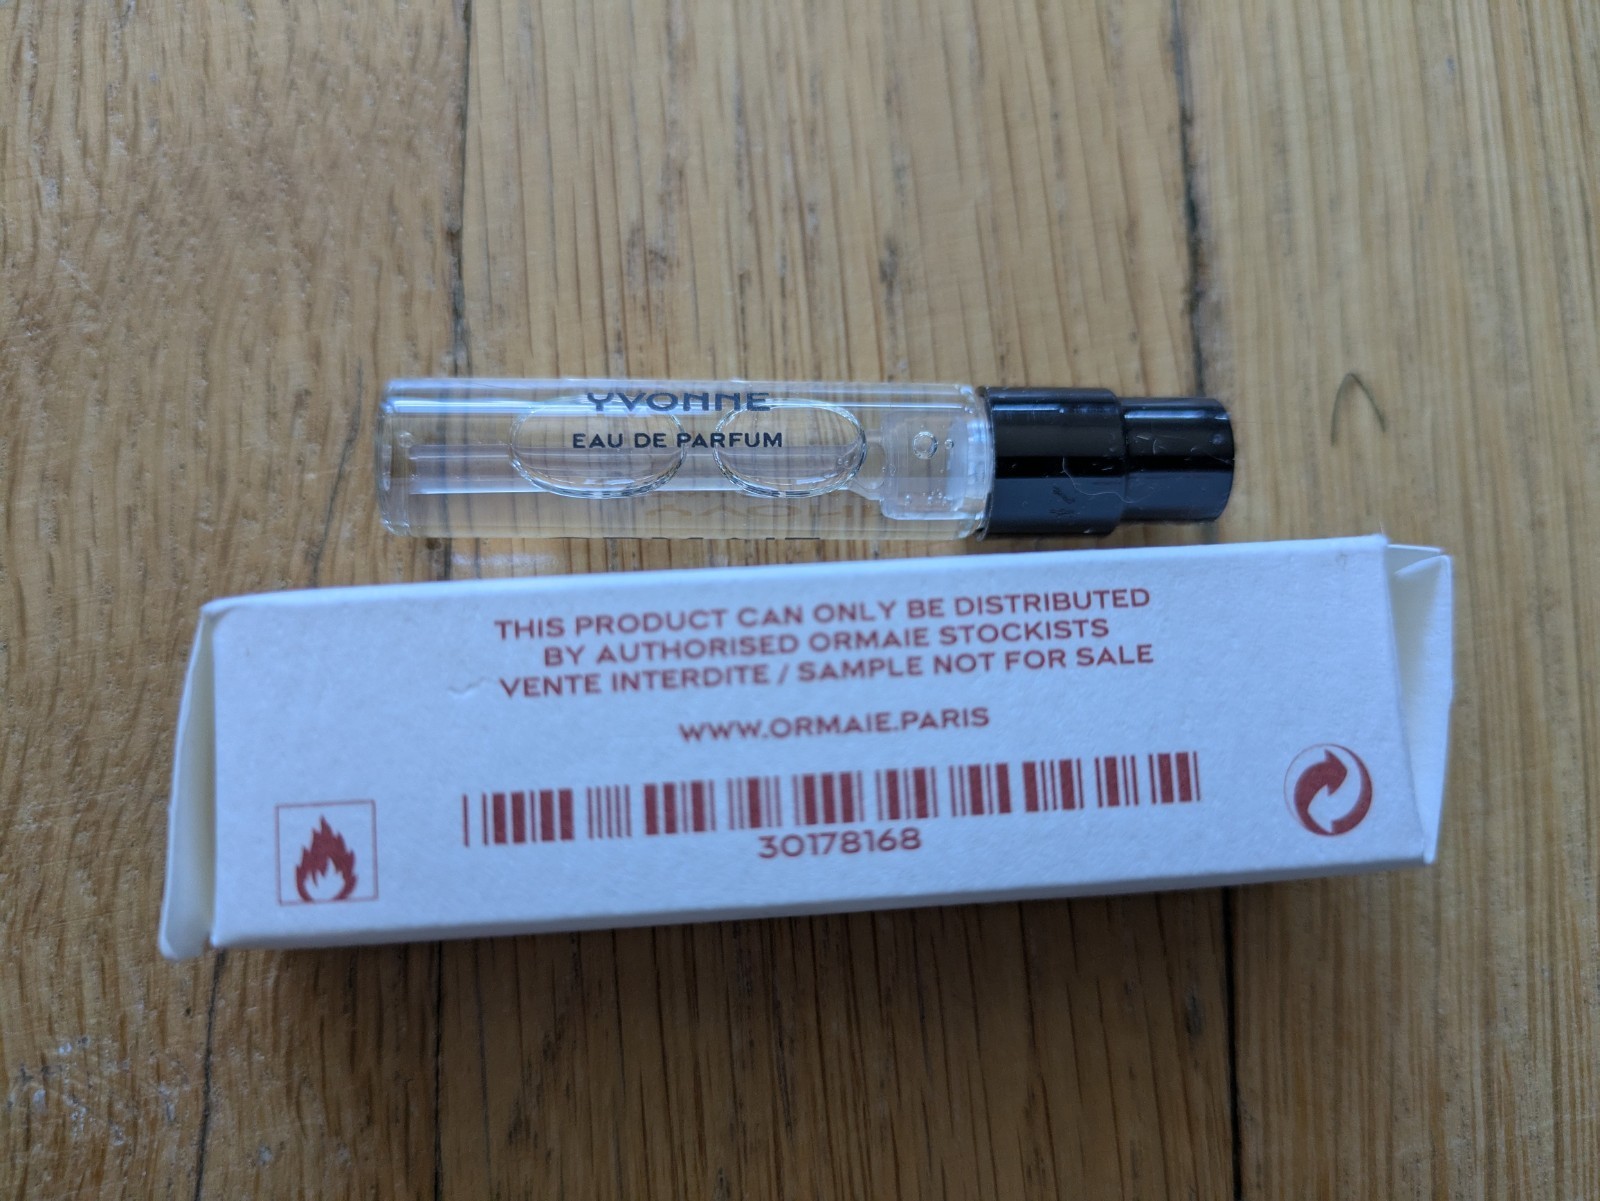 YVONNE
EAU DE PARFUM
THIS PRODUCT CAN ONLY BE DISTRIBUTED
BY AUTHORISED ORMAIE STOCKISTS
VENTE INTERDITE / SAMPLE NOT FOR SALE
WWW.ORMAIE.PARIS
30178168